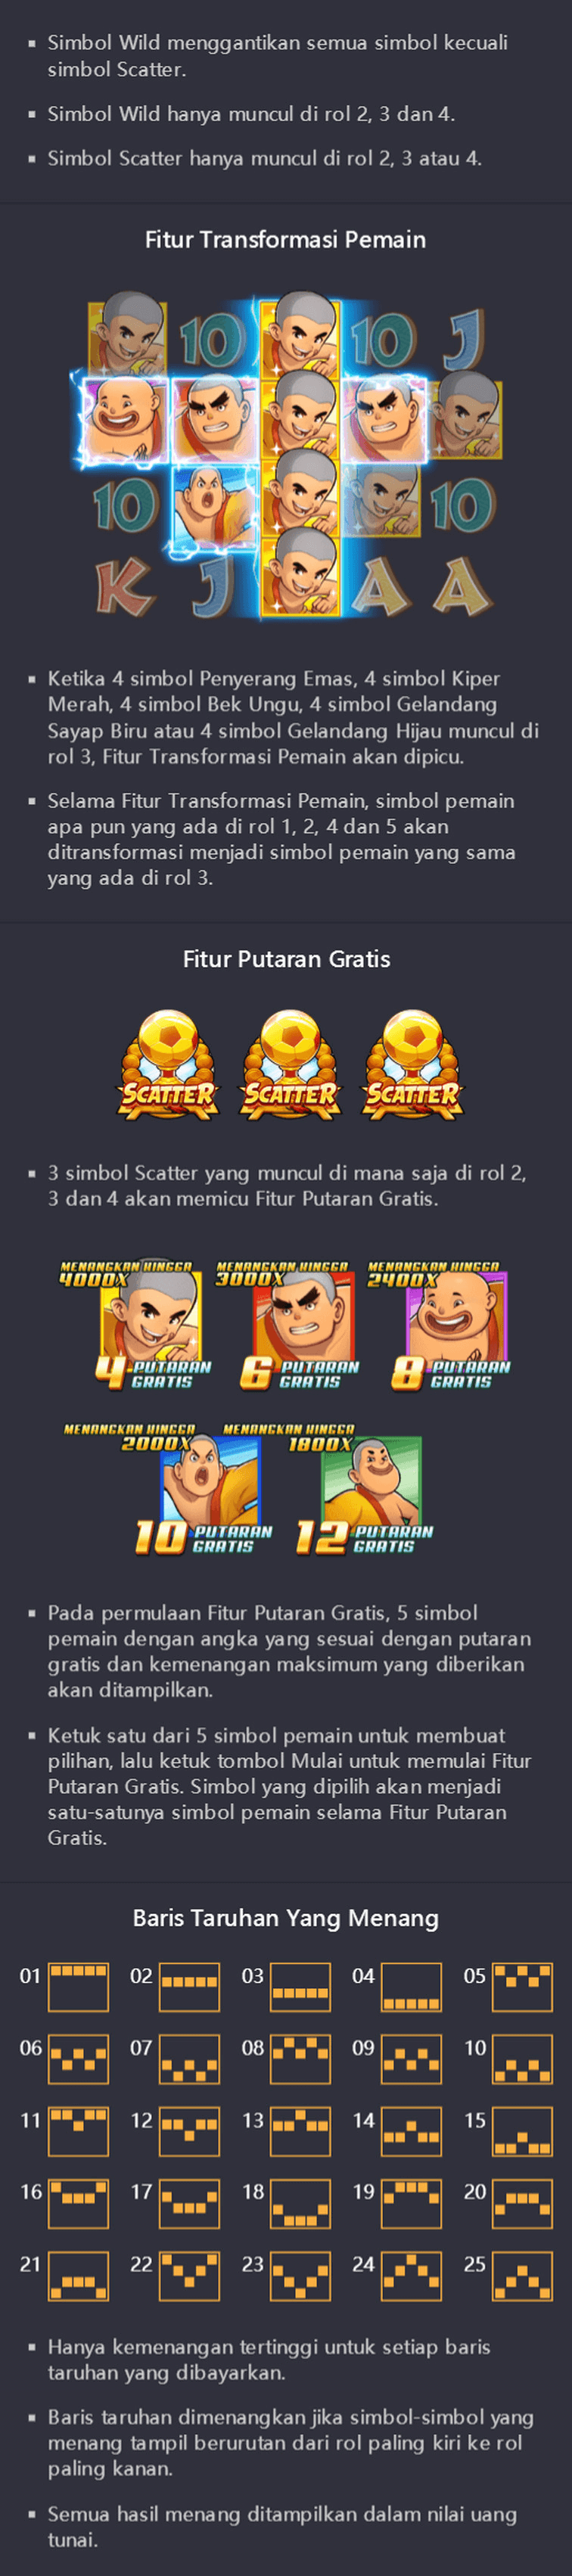 Simbol Wild menggantikan semua simbol kecuali
simbol Scatter.
Simbol Wild hanya muncul di rol 2, 3 dan 4.
Simbol Scatter hanya muncul di rol 2, 3 atau 4.
Fitur Transformasi Pemain
10 10 J
10 10
K J A A
Ketika 4 simbol Penyerang Emas, 4 simbol Kiper
Merah, 4 simbol Bek Ungu, 4 simbol Gelandang
Sayap Biru atau 4 simbol Gelandang Hijau muncul di
rol 3, Fitur Transformasi Pemain akan dipicu.
Selama Fitur Transformasi Pemain, simbol pemain
apa pun yang ada di rol 1, 2, 4 dan 5 akan
ditransformasi menjadi simbol pemain yang sama
yang ada di rol 3.
Fitur Putaran Gratis
SCATTER SCATTER SCATTER
3 simbol Scatter yang muncul di mana saja di rol 2,
3 dan 4 akan memicu Fitur Putaran Gratis.
MENANGKAN HINGGA MENANGKAN HINGGA MENANGKAN HINGGA
4000X 3000X 2400X
4 PUTARAN GRATIS 6 PUTARAN GRATIS 8 PUTARAN GRATIS
MENANGKAN HINGGA MENANGKAN HINGGA
2000X 1800X
10 PUTARAN GRATIS 12 PUTARAN GRATIS
Pada permulaan Fitur Putaran Gratis, 5 simbol
pemain dengan angka yang sesuai dengan putaran
gratis dan kemenangan maksimum yang diberikan
akan ditampilkan.
Ketuk satu dari 5 simbol pemain untuk membuat
pilihan, lalu ketuk tombol Mulai untuk memulai Fitur
Putaran Gratis. Simbol yang dipilih akan menjadi
satu-satunya simbol pemain selama Fitur Putaran
Gratis.
Baris Taruhan Yang Menang
01 02 03 04 05
06 07 08 09 10
11 12 13 14 15
16 17 18 19 20
21 22 23 24 25
Hanya kemenangan tertinggi untuk setiap baris
taruhan yang dibayarkan.
Baris taruhan dimenangkan jika simbol-simbol yang
menang tampil berurutan dari rol paling kiri ke rol
paling kanan.
Semua hasil menang ditampilkan dalam nilai uang
tunai.